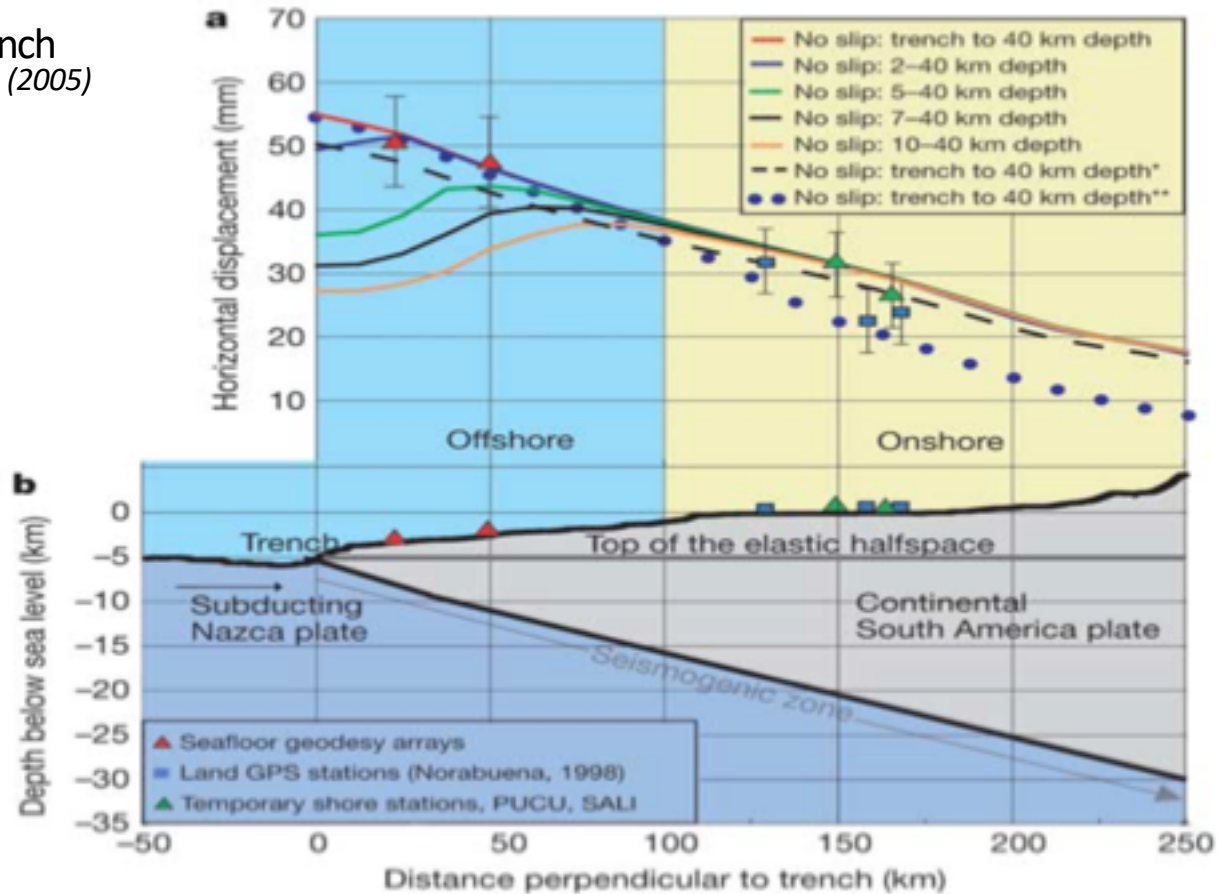 nch
(2005)
a
70
60
50
40
30
20
10
Horizontal displacement (mm)
No slip: trench to 40 km depth
No slip: 2–40 km depth
No slip: 5–40 km depth
No slip: 7–40 km depth
No slip: 10–40 km depth
No slip: trench to 40 km depth*
No slip: trench to 40 km depth**
Offshore
Onshore
b
0
−5
−10
−15
−20
−25
−30
−35
Depth below sea level (km)
Trench
Top of the elastic halfspace
Subducting
Nazca plate
Continental
South America plate
Seismogenic zone
Seafloor geodesy arrays
Land GPS stations (Norabuena, 1998)
Temporary shore stations, PUCU, SALI
−50
0
50
100
150
200
250
Distance perpendicular to trench (km)